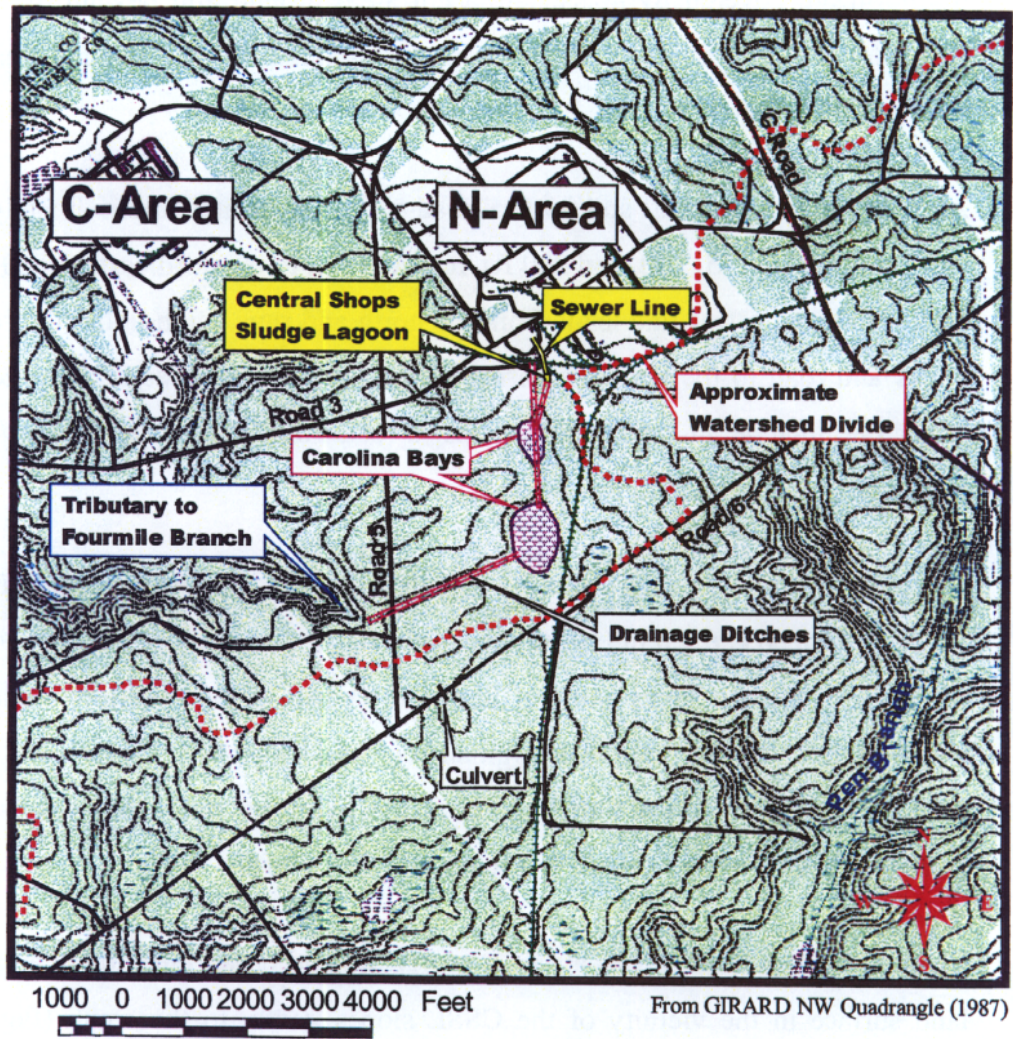 C Road
C-Area
N-Area
Central Shops
Sludge Lagoon
Sewer Line
Approximate
Watershed Divide
Road 3
Carolina Bays
Tributary to
Fourmile Branch
Road 5
Road 6
Drainage Ditches
Culvert
Pen Branch
N
W E
S
1000 0 1000 2000 3000 4000 Feet
From GIRARD NW Quadrangle (1987)